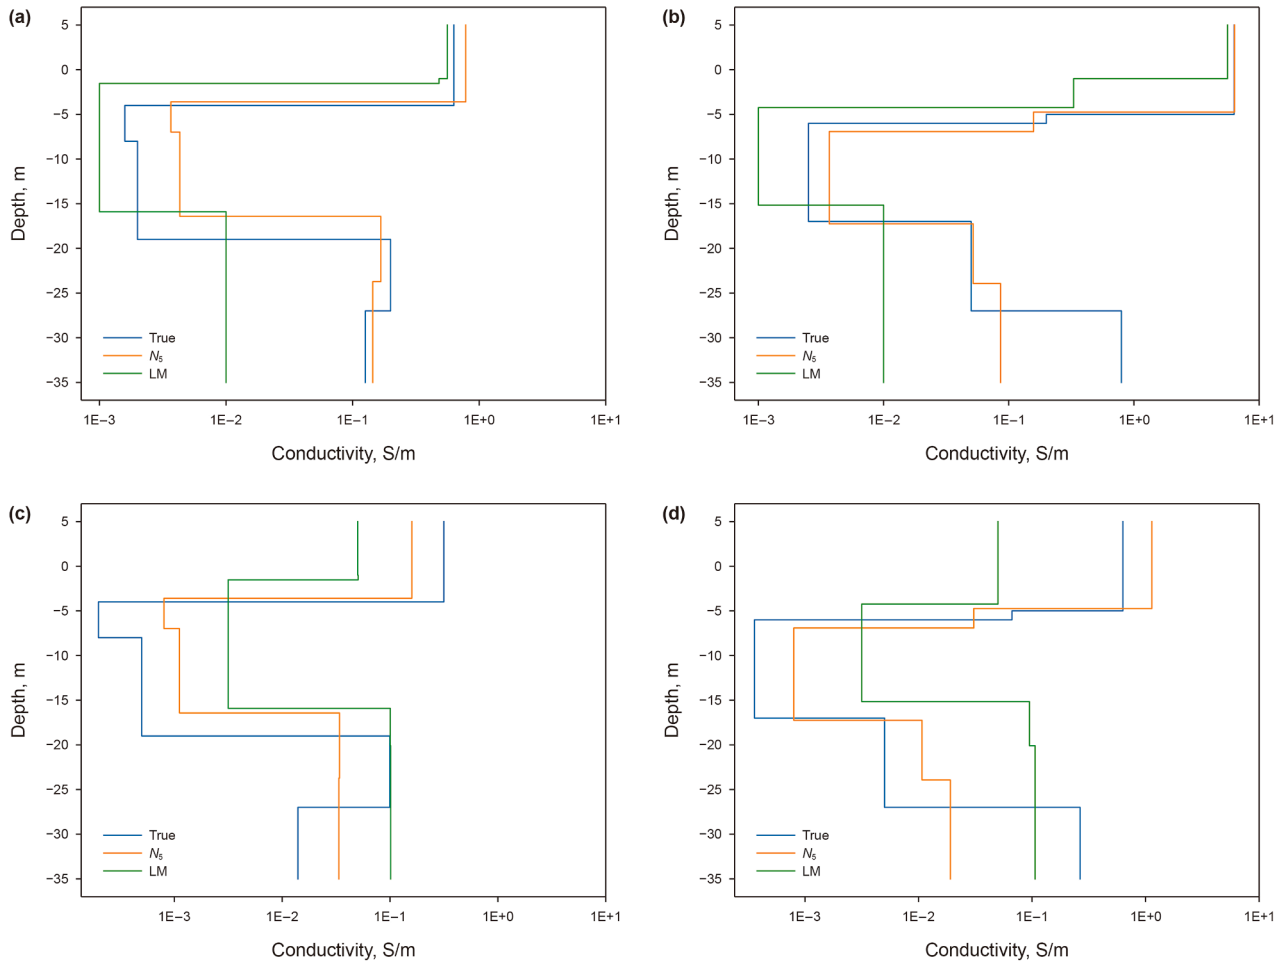 (a)
5
0
−5
−10
−15
−20
−25
−30
−35
Depth, m
True
N₅
LM
1E−3
1E−2
1E−1
1E+0
1E+1
Conductivity, S/m
(b)
5
0
−5
−10
−15
−20
−25
−30
−35
Depth, m
True
N₅
LM
1E−3
1E−2
1E−1
1E+0
1E+1
Conductivity, S/m
(c)
5
0
−5
−10
−15
−20
−25
−30
−35
Depth, m
True
N₅
LM
1E−3
1E−2
1E−1
1E+0
1E+1
Conductivity, S/m
(d)
5
0
−5
−10
−15
−20
−25
−30
−35
Depth, m
True
N₅
LM
1E−3
1E−2
1E−1
1E+0
1E+1
Conductivity, S/m